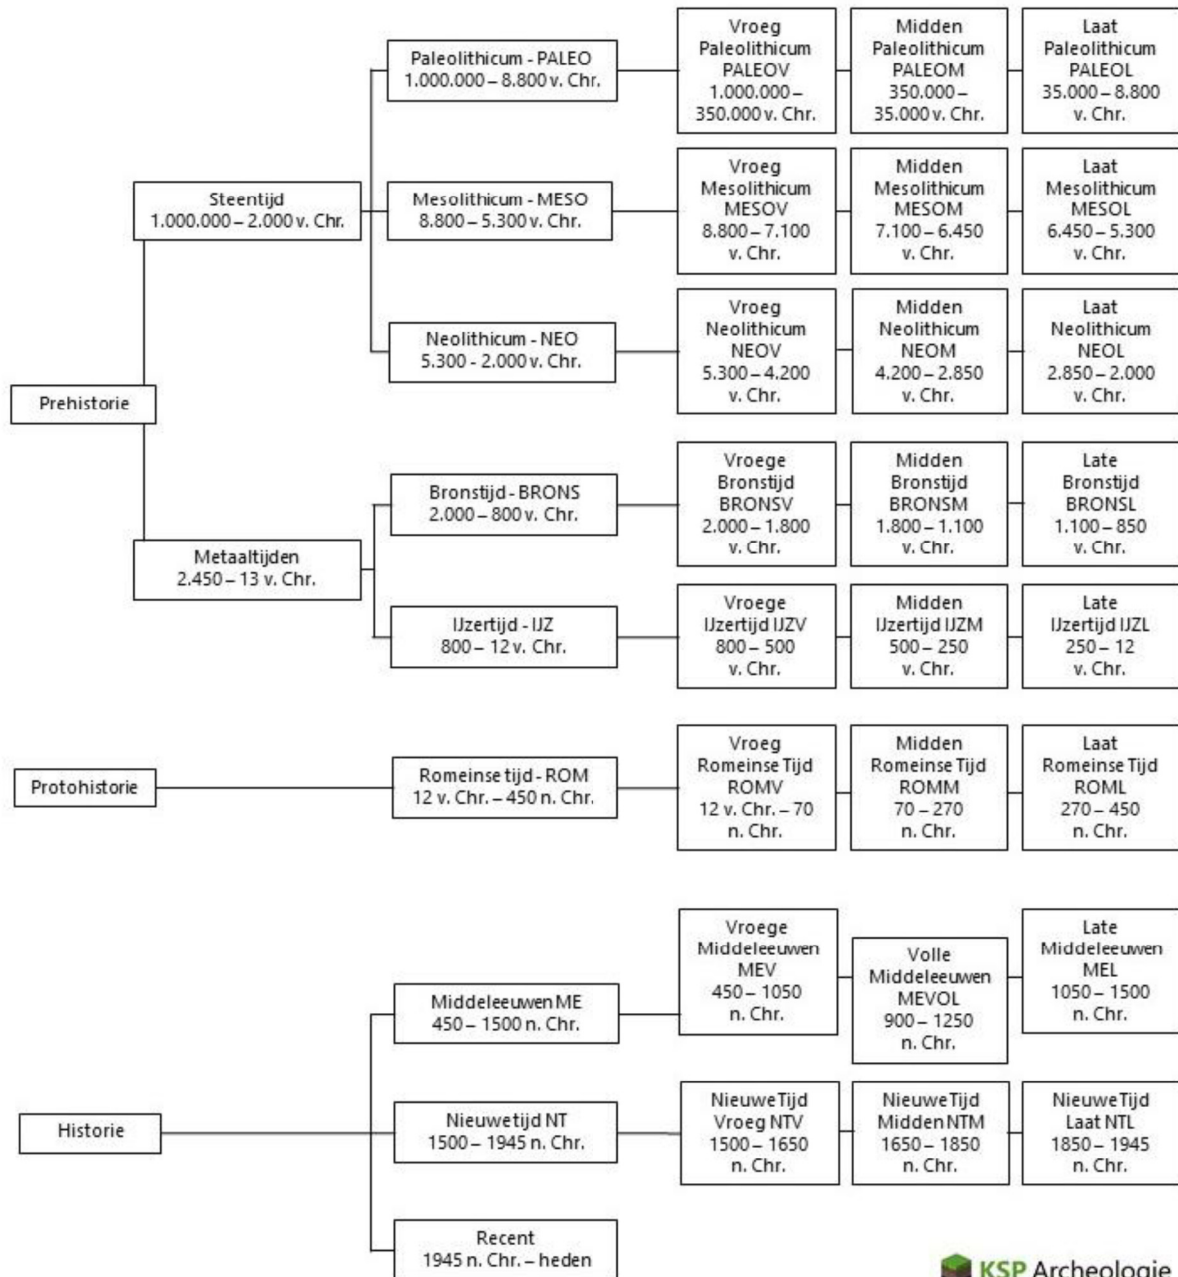 Prehistorie
Steentijd
1.000.000 – 2.000 v. Chr.
Paleolithicum - PALEO
1.000.000 – 8.800 v. Chr.
Vroeg
Paleolithicum
PALEOV
1.000.000 –
350.000 v. Chr.
Midden
Paleolithicum
PALEOM
350.000 –
35.000 v. Chr.
Laat
Paleolithicum
PALEOL
35.000 – 8.800
v. Chr.
Mesolithicum - MESO
8.800 – 5.300 v. Chr.
Vroeg
Mesolithicum
MESOV
8.800 – 7.100
v. Chr.
Midden
Mesolithicum
MESOM
7.100 – 6.450
v. Chr.
Laat
Mesolithicum
MESOL
6.450 – 5.300
v. Chr.
Neolithicum - NEO
5.300 - 2.000 v. Chr.
Vroeg
Neolithicum
NEOV
5.300 – 4.200
v. Chr.
Midden
Neolithicum
NEOM
4.200 – 2.850
v. Chr.
Laat
Neolithicum
NEOL
2.850 – 2.000
v. Chr.
Metaaltijden
2.450 – 13 v. Chr.
Bronstijd - BRONS
2.000 – 800 v. Chr.
Vroege
Bronstijd
BRONSV
2.000 – 1.800
v. Chr.
Midden
Bronstijd
BRONSM
1.800 – 1.100
v. Chr.
Late
Bronstijd
BRONSL
1.100 – 850
v. Chr.
IJzertijd - IJZ
800 – 12 v. Chr.
Vroege
IJzertijd IJZV
800 – 500
v. Chr.
Midden
IJzertijd IJZM
500 – 250
v. Chr.
Late
IJzertijd IJZL
250 – 12
v. Chr.
Protohistorie
Romeinse tijd - ROM
12 v. Chr. – 450 n. Chr.
Vroeg
Romeinse Tijd
ROMV
12 v. Chr. – 70
n. Chr.
Midden
Romeinse Tijd
ROMM
70 – 270
n. Chr.
Laat
Romeinse Tijd
ROML
270 – 450
n. Chr.
Historie
Middeleeuwen ME
450 – 1500 n. Chr.
Vroege
Middeleeuwen
MEV
450 – 1050
n. Chr.
Volle
Middeleeuwen
MEVOL
900 – 1250
n. Chr.
Late
Middeleeuwen
MEL
1050 – 1500
n. Chr.
Nieuwe tijd NT
1500 – 1945 n. Chr.
Nieuwe Tijd
Vroeg NTV
1500 – 1650
n. Chr.
Nieuwe Tijd
Midden NTM
1650 – 1850
n. Chr.
Nieuwe Tijd
Laat NTL
1850 – 1945
n. Chr.
Recent
1945 n. Chr. – heden
KSP Archeologie